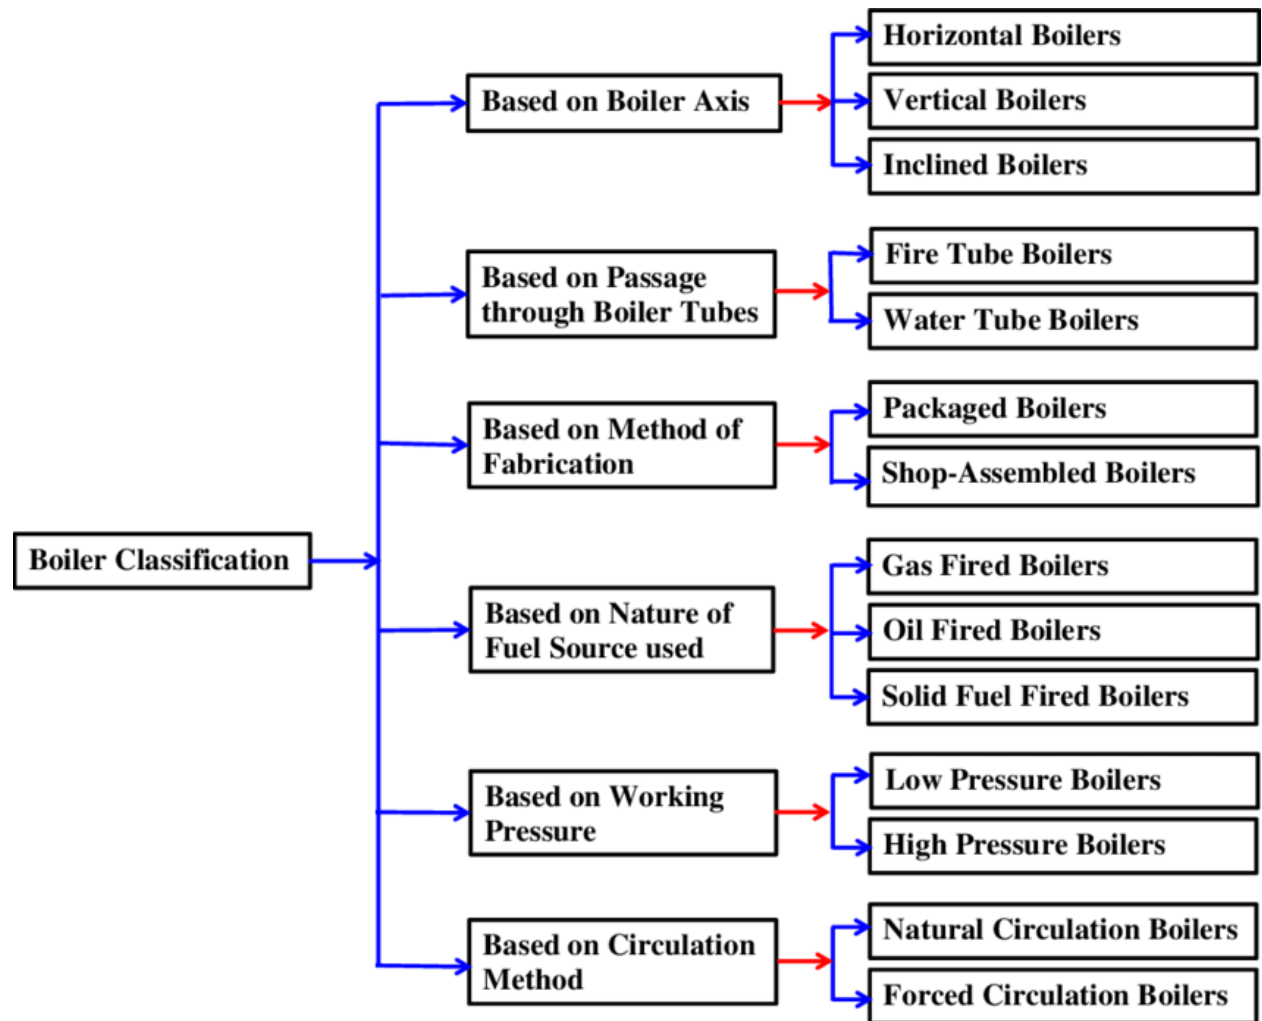 Boiler Classification
Based on Boiler Axis
Horizontal Boilers
Vertical Boilers
Inclined Boilers
Based on Passage
through Boiler Tubes
Fire Tube Boilers
Water Tube Boilers
Based on Method of
Fabrication
Packaged Boilers
Shop-Assembled Boilers
Based on Nature of
Fuel Source used
Gas Fired Boilers
Oil Fired Boilers
Solid Fuel Fired Boilers
Based on Working
Pressure
Low Pressure Boilers
High Pressure Boilers
Based on Circulation
Method
Natural Circulation Boilers
Forced Circulation Boilers